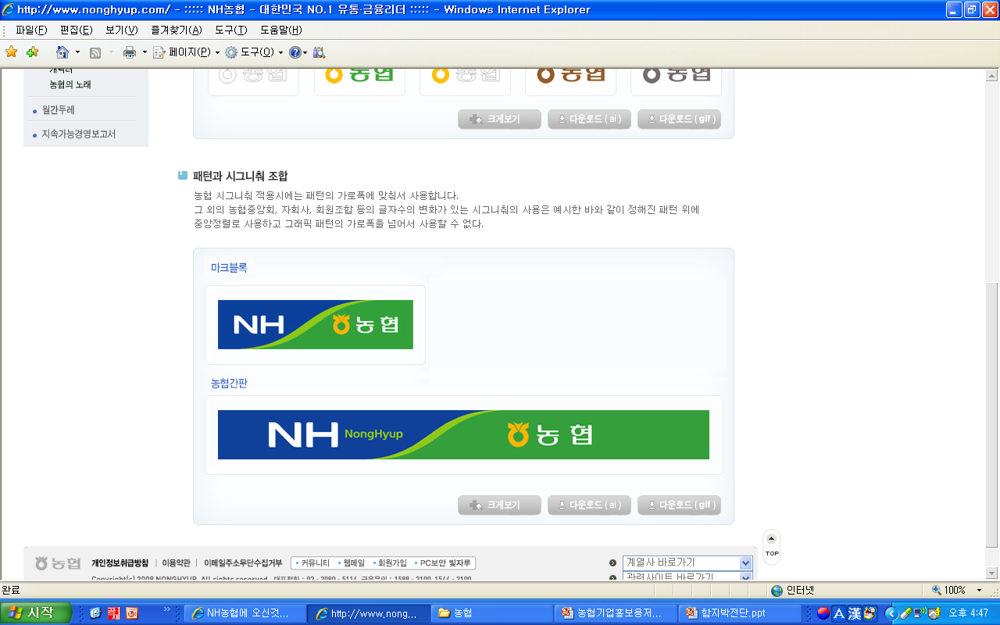 http://www.nonghyup.com/ - ::::: NH농협 - 대한민국 NO.1 유통 금융리더 ::::: - Windows Internet Explorer
파일(F) 편집(E) 보기(V) 즐겨찾기(A) 도구(T) 도움말(H)
페이지(P) 도구(O)
캐릭터
농협의 노래
월간두레
지속가능경영보고서
농협 농협 농협 농협 농협
크게보기 다운로드 ( ai ) 다운로드 ( gif )
패턴과 시그니춰 조합
농협 시그니춰 적용시에는 패턴의 가로폭에 맞춰서 사용합니다.
그 외의 농협중앙회, 자회사, 회원조합 등의 글자수의 변화가 있는 시그니춰의 사용은 예시한 바와 같이 정해진 패턴 위에
중앙정렬로 사용하고 그래픽 패턴의 가로폭을 넘어서 사용할 수 없다.
마크블록
NH 농협
농협간판
NH NongHyup 농협
크게보기 다운로드 ( ai ) 다운로드 ( gif )
TOP
농협 개인정보취급방침 | 이용약관 | 이메일주소무단수집거부 커뮤니티 웹메일 회원가입 PC보안 빛자루
계열사 바로가기
Copyright(c) 2008 NONGHYUP. All rights reserved. 대표전화 : 02 - 2080 - 5114 금융문의 : 1588 - 2100, 1544 - 2100
관련사이트 바로가기
완료 인터넷 100%
시작 NH농협에 오신것... http://www.nong... 농협 농협기업홍보용저... 함지박전단.ppt A 漢 오후 4:47